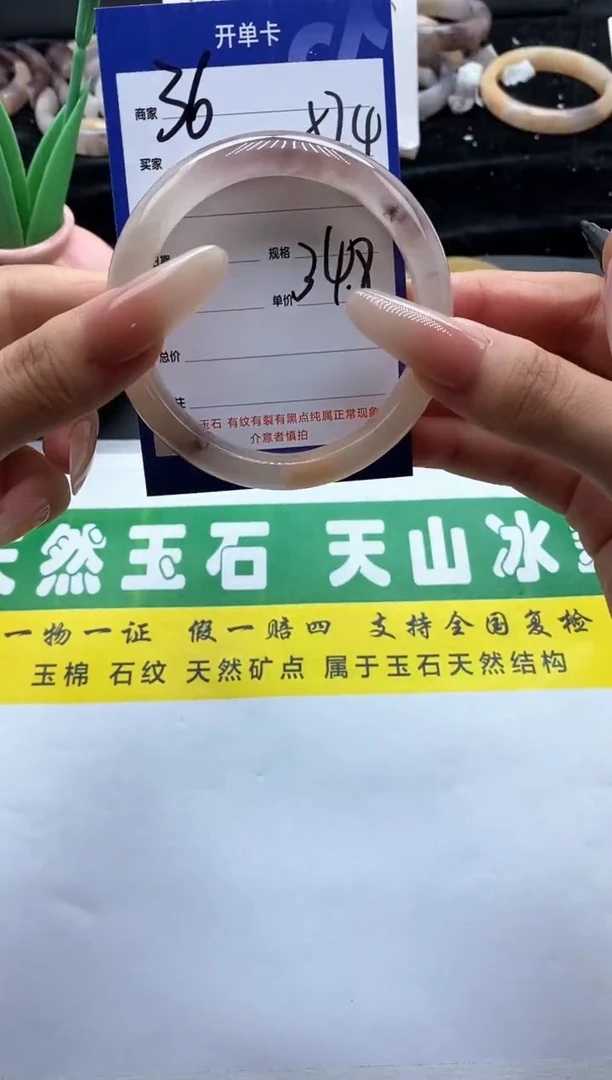 开单卡
商家 36
买家
规格 348
单价
总价
注
玉石 有纹有裂有黑点纯属正常现象
介意者慎拍
天然玉石 天山冰
一物一证 假一赔四 支持全国复检
玉棉 石纹 天然矿点 属于玉石天然结构